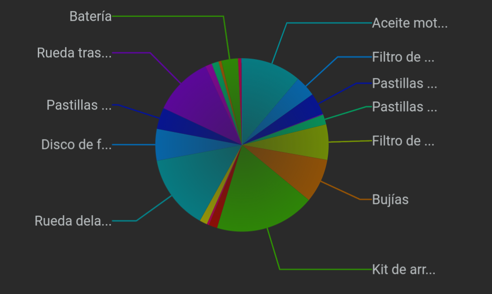 Batería
Aceite mot...
Rueda tras...
Filtro de ...
Pastillas ...
Pastillas ...
Pastillas ...
Disco de f...
Filtro de ...
Bujías
Rueda dela...
Kit de arr...